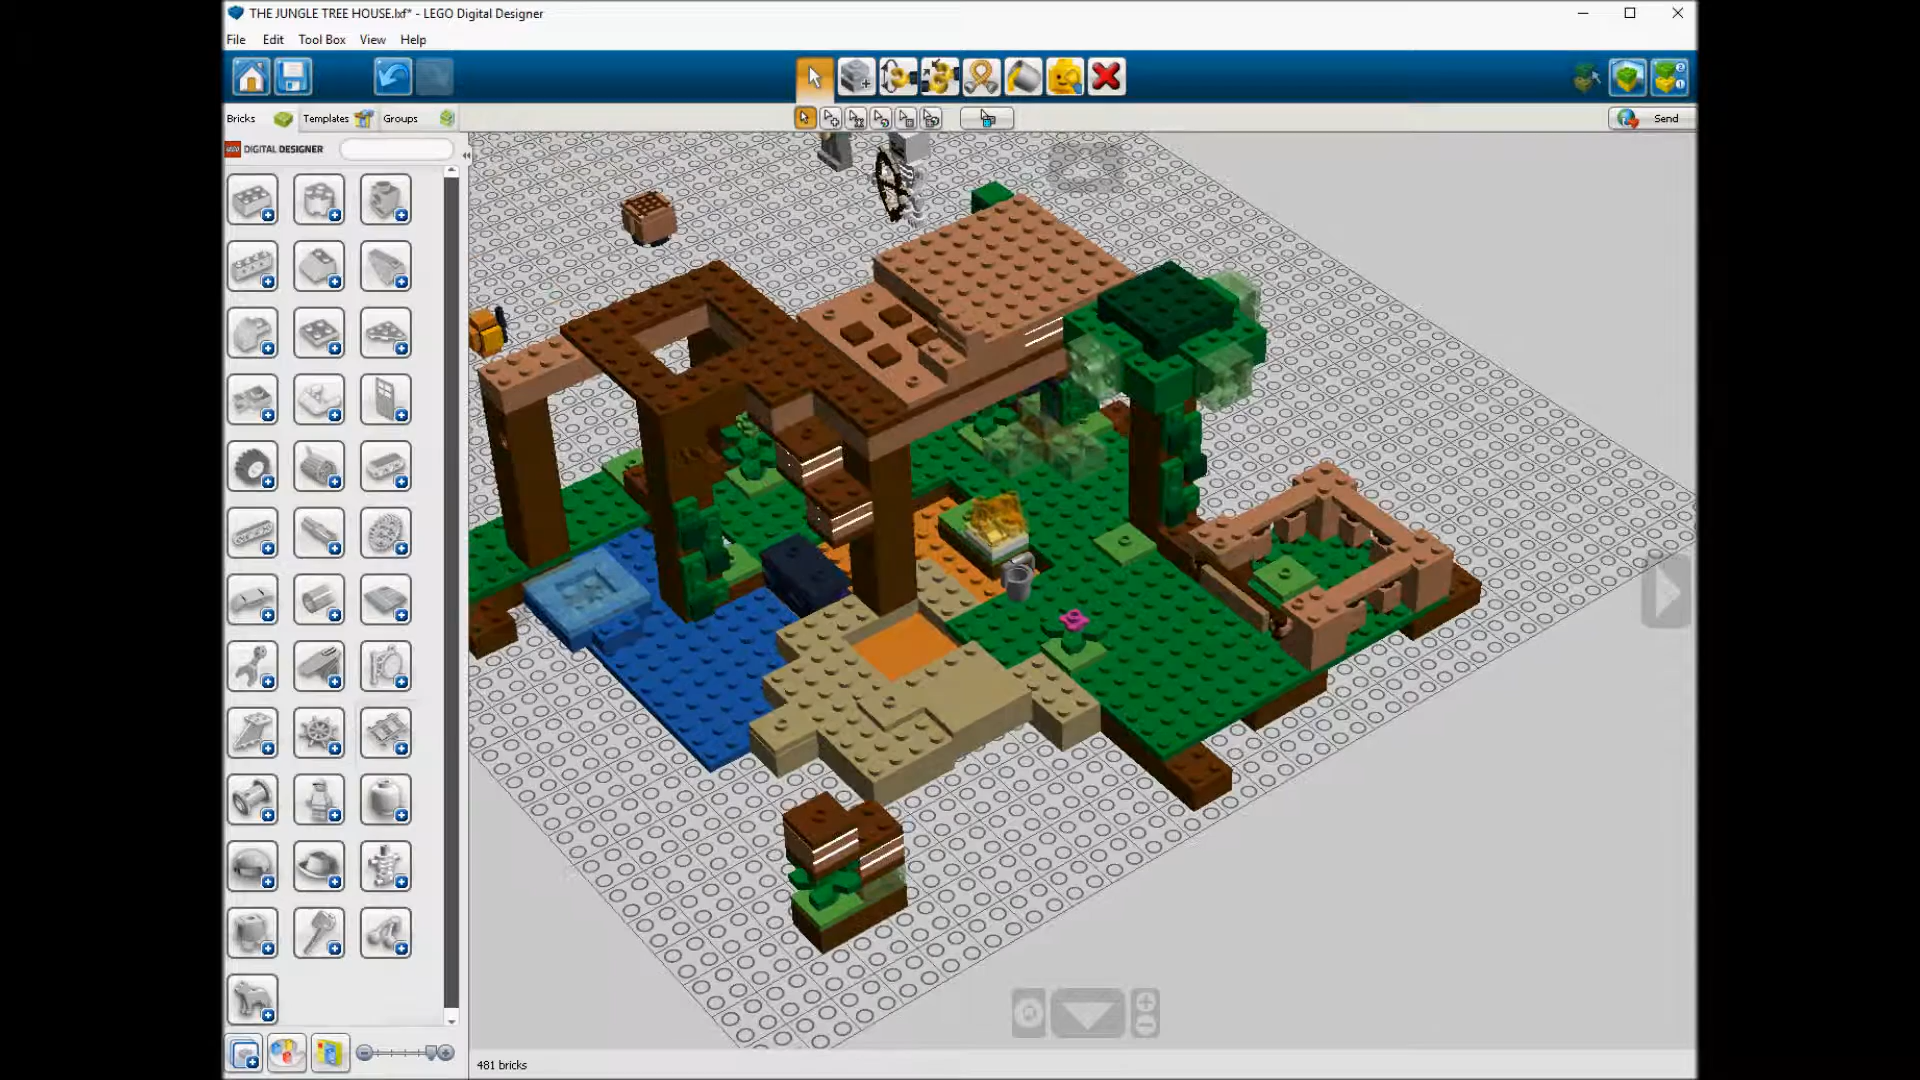 THE JUNGLE TREE HOUSE.lxf* - LEGO Digital Designer
File Edit Tool Box View Help
Bricks Templates Groups
Send
LEGO DIGITAL DESIGNER
481 bricks